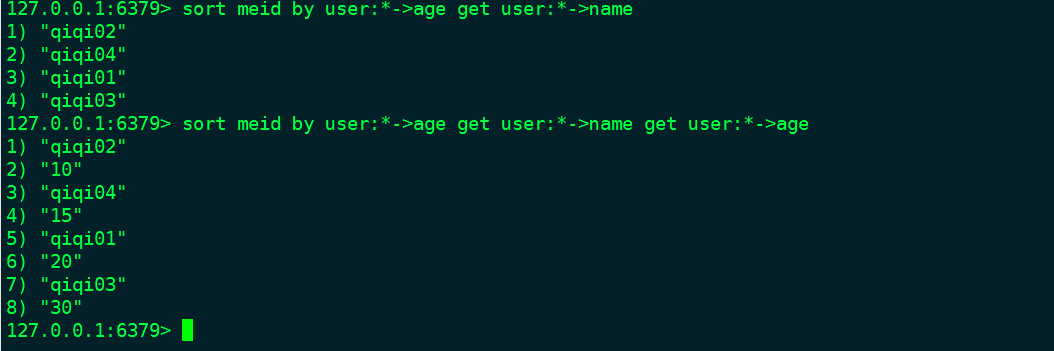 127.0.0.1:6379> sort meid by user:*->age get user:*->name
1) "qiqi02"
2) "qiqi04"
3) "qiqi01"
4) "qiqi03"
127.0.0.1:6379> sort meid by user:*->age get user:*->name get user:*->age
1) "qiqi02"
2) "10"
3) "qiqi04"
4) "15"
5) "qiqi01"
6) "20"
7) "qiqi03"
8) "30"
127.0.0.1:6379>